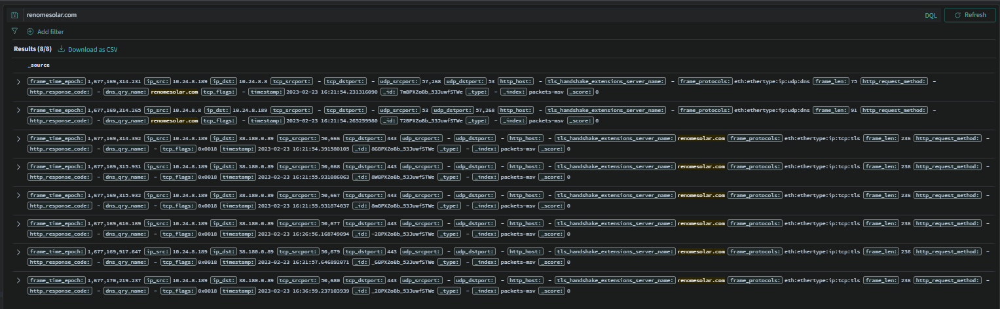 renomesolar.com
DQL
Refresh
Add filter
Results (8/8) Download as CSV
_source
frame_time_epoch: 1,677,169,314.231 ip_src: 10.24.8.189 ip_dst: 10.24.8.8 tcp_srcport: - tcp_dstport: - udp_srcport: 57,268 udp_dstport: 53 http_host: - tls_handshake_extensions_server_name: - frame_protocols: eth:ethertype:ip:udp:dns frame_len: 75 http_request_method: -
http_response_code: - dns_qry_name: renomesolar.com tcp_flags: - timestamp: 2023-02-23 16:21:54.231316090 _id: 7mBPXZoBb_53JuwfSTWe _type: - _index: packets-msv _score: 0
frame_time_epoch: 1,677,169,314.265 ip_src: 10.24.8.8 ip_dst: 10.24.8.189 tcp_srcport: - tcp_dstport: - udp_srcport: 53 udp_dstport: 57,268 http_host: - tls_handshake_extensions_server_name: - frame_protocols: eth:ethertype:ip:udp:dns frame_len: 91 http_request_method: -
http_response_code: - dns_qry_name: renomesolar.com tcp_flags: - timestamp: 2023-02-23 16:21:54.265259980 _id: 72BPXZoBb_53JuwfSTWe _type: - _index: packets-msv _score: 0
frame_time_epoch: 1,677,169,314.392 ip_src: 10.24.8.189 ip_dst: 38.180.0.89 tcp_srcport: 50,666 tcp_dstport: 443 udp_srcport: - udp_dstport: - http_host: - tls_handshake_extensions_server_name: renomesolar.com frame_protocols: eth:ethertype:ip:tcp:tls frame_len: 236 http_request_method: -
http_response_code: - dns_qry_name: - tcp_flags: 0x0018 timestamp: 2023-02-23 16:21:54.391580105 _id: 8GBPXZoBb_53JuwfSTWe _type: - _index: packets-msv _score: 0
frame_time_epoch: 1,677,169,315.931 ip_src: 10.24.8.189 ip_dst: 38.180.0.89 tcp_srcport: 50,668 tcp_dstport: 443 udp_srcport: - udp_dstport: - http_host: - tls_handshake_extensions_server_name: renomesolar.com frame_protocols: eth:ethertype:ip:tcp:tls frame_len: 236 http_request_method: -
http_response_code: - dns_qry_name: - tcp_flags: 0x0018 timestamp: 2023-02-23 16:21:55.931086063 _id: 8WBPXZoBb_53JuwfSTWe _type: - _index: packets-msv _score: 0
frame_time_epoch: 1,677,169,315.932 ip_src: 10.24.8.189 ip_dst: 38.180.0.89 tcp_srcport: 50,667 tcp_dstport: 443 udp_srcport: - udp_dstport: - http_host: - tls_handshake_extensions_server_name: renomesolar.com frame_protocols: eth:ethertype:ip:tcp:tls frame_len: 236 http_request_method: -
http_response_code: - dns_qry_name: - tcp_flags: 0x0018 timestamp: 2023-02-23 16:21:55.931874037 _id: 8mBPXZoBb_53JuwfSTWe _type: - _index: packets-msv _score: 0
frame_time_epoch: 1,677,169,616.169 ip_src: 10.24.8.189 ip_dst: 38.180.0.89 tcp_srcport: 50,677 tcp_dstport: 443 udp_srcport: - udp_dstport: - http_host: - tls_handshake_extensions_server_name: renomesolar.com frame_protocols: eth:ethertype:ip:tcp:tls frame_len: 236 http_request_method: -
http_response_code: - dns_qry_name: - tcp_flags: 0x0018 timestamp: 2023-02-23 16:26:56.168749094 _id: -2BPXZoBb_53JuwfSTWe _type: - _index: packets-msv _score: 0
frame_time_epoch: 1,677,169,917.647 ip_src: 10.24.8.189 ip_dst: 38.180.0.89 tcp_srcport: 50,679 tcp_dstport: 443 udp_srcport: - udp_dstport: - http_host: - tls_handshake_extensions_server_name: renomesolar.com frame_protocols: eth:ethertype:ip:tcp:tls frame_len: 236 http_request_method: -
http_response_code: - dns_qry_name: - tcp_flags: 0x0018 timestamp: 2023-02-23 16:31:57.646892071 _id: _GBPXZoBb_53JuwfSTWe _type: - _index: packets-msv _score: 0
frame_time_epoch: 1,677,170,219.237 ip_src: 10.24.8.189 ip_dst: 38.180.0.89 tcp_srcport: 50,680 tcp_dstport: 443 udp_srcport: - udp_dstport: - http_host: - tls_handshake_extensions_server_name: renomesolar.com frame_protocols: eth:ethertype:ip:tcp:tls frame_len: 236 http_request_method: -
http_response_code: - dns_qry_name: - tcp_flags: 0x0018 timestamp: 2023-02-23 16:36:59.237103939 _id: _2BPXZoBb_53JuwfSTWe _type: - _index: packets-msv _score: 0